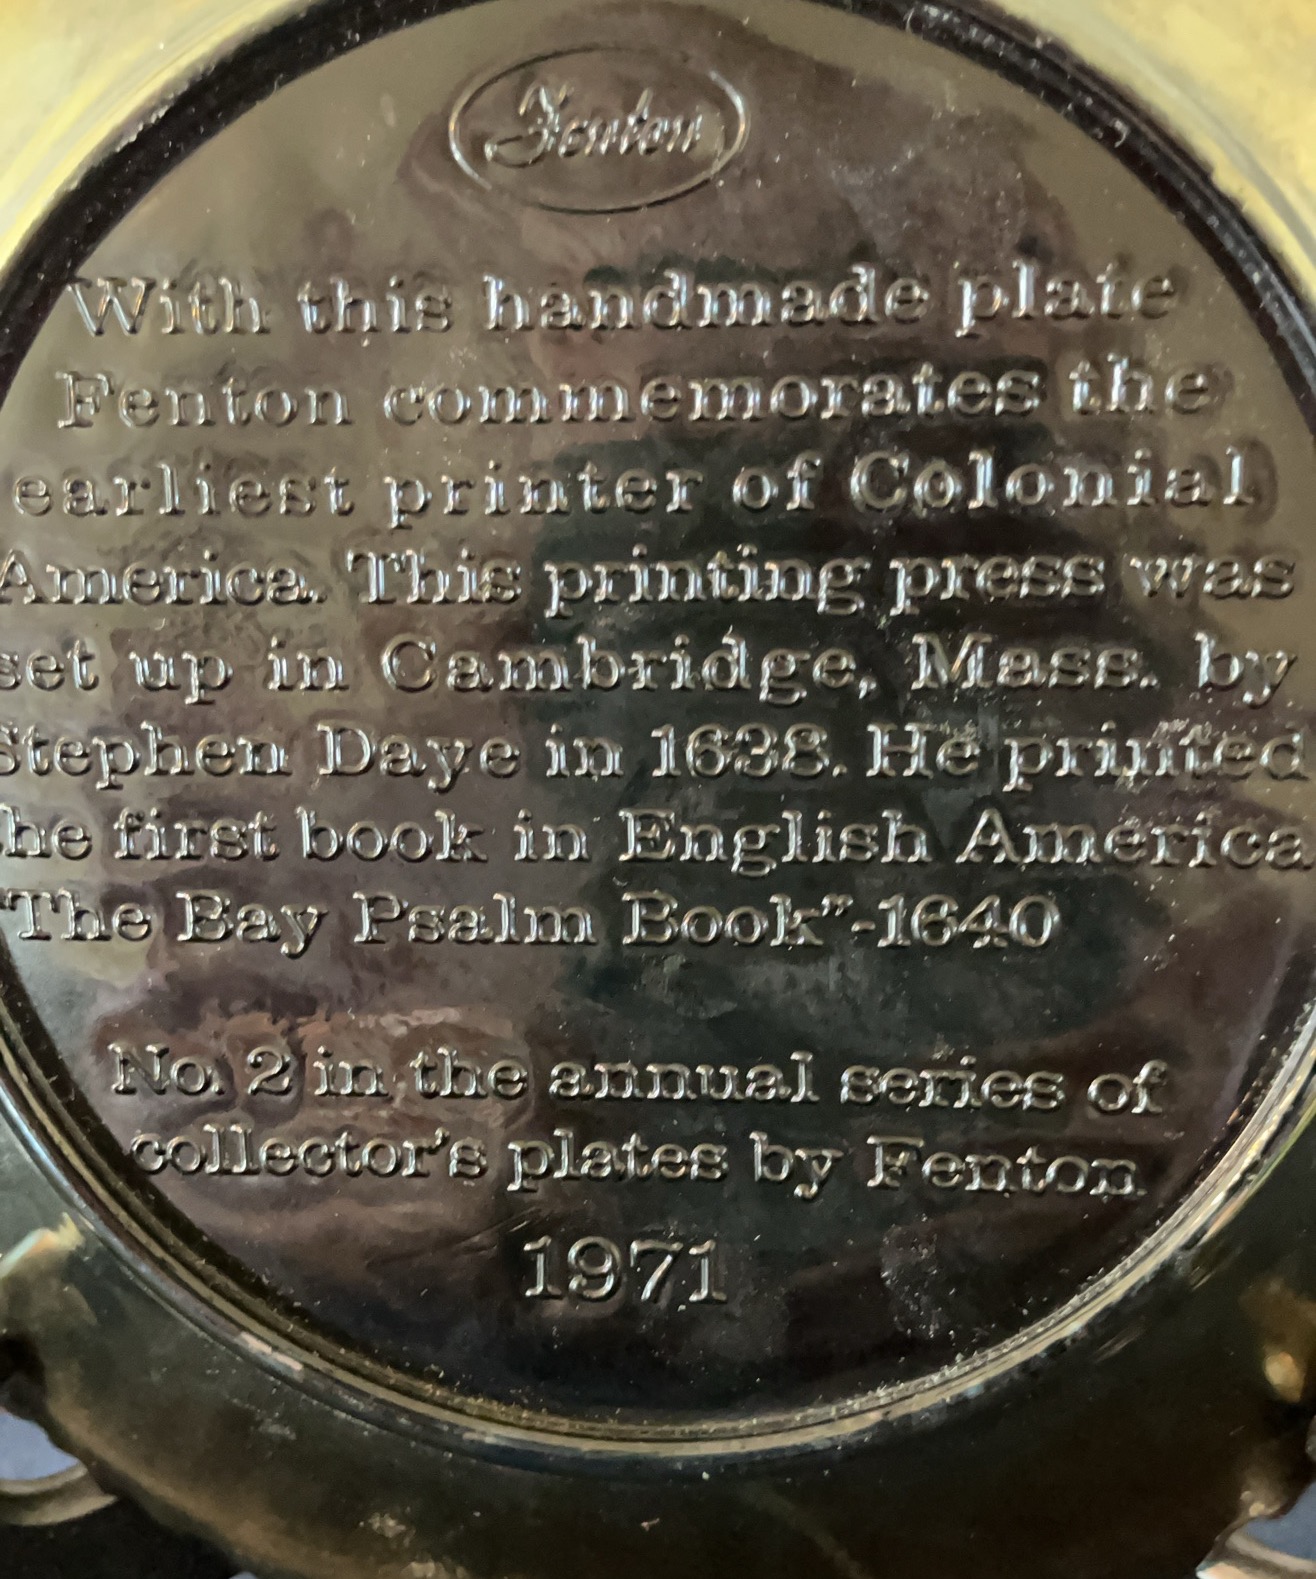 Fenton
With this handmade plate
Fenton commemorates the
earliest printer of Colonial
America. This printing press was
set up in Cambridge, Mass. by
Stephen Daye in 1638. He printed
the first book in English America
"The Bay Psalm Book"-1640
No. 2 in the annual series of
collector's plates by Fenton
1971